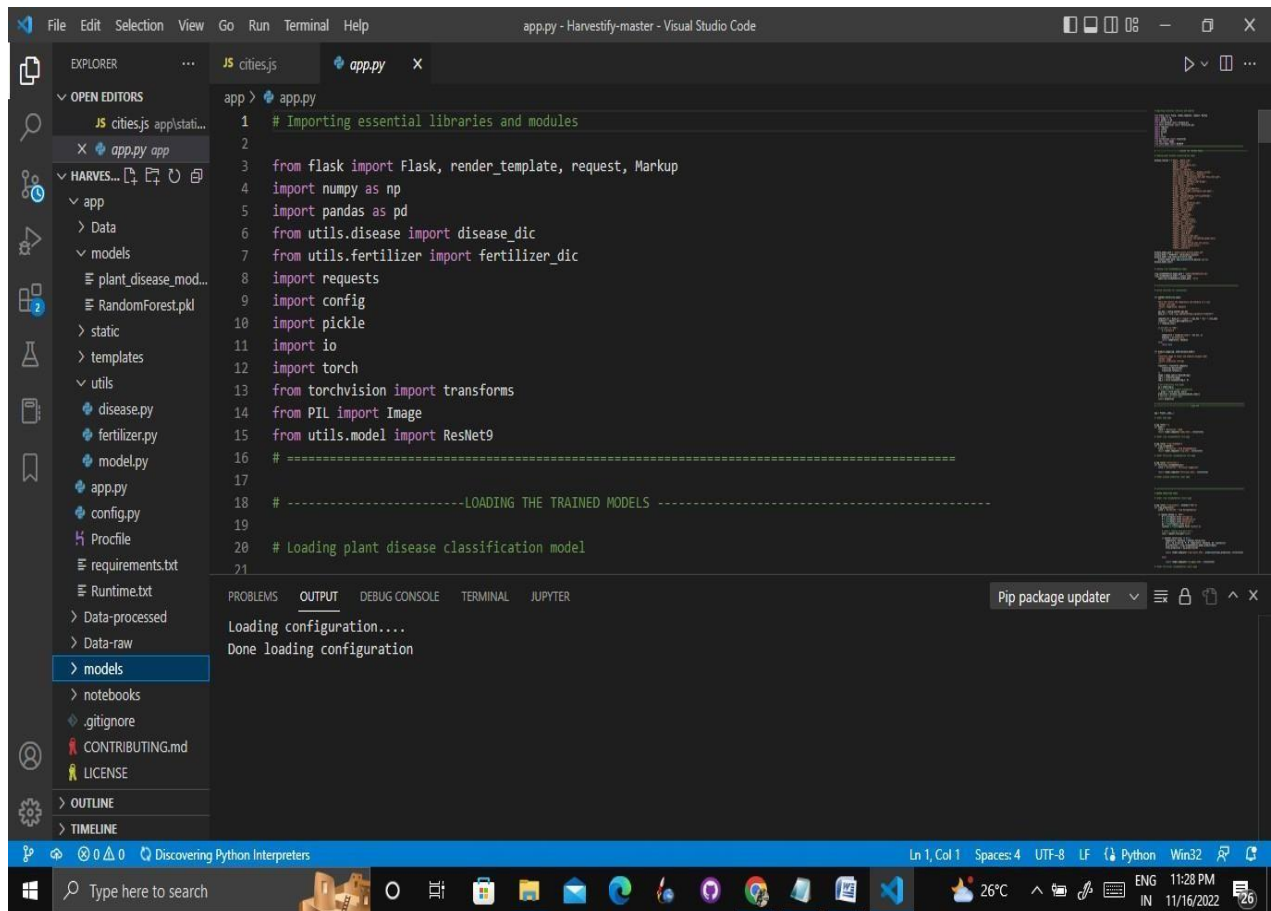 File Edit Selection View Go Run Terminal Help
app.py - Harvestify-master - Visual Studio Code
EXPLORER
JS cities.js
app.py
OPEN EDITORS
JS cities.js app\stati...
app.py app
HARVES...
app
Data
models
plant_disease_mod...
RandomForest.pkl
static
templates
utils
disease.py
fertilizer.py
model.py
app.py
config.py
Procfile
requirements.txt
Runtime.txt
Data-processed
Data-raw
models
notebooks
.gitignore
CONTRIBUTING.md
LICENSE
OUTLINE
TIMELINE
app > app.py
1 # Importing essential libraries and modules
2
3 from flask import Flask, render_template, request, Markup
4 import numpy as np
5 import pandas as pd
6 from utils.disease import disease_dic
7 from utils.fertilizer import fertilizer_dic
8 import requests
9 import config
10 import pickle
11 import io
12 import torch
13 from torchvision import transforms
14 from PIL import Image
15 from utils.model import ResNet9
16 # ==============================================================================================
17
18 # --------------------------LOADING THE TRAINED MODELS -----------------------------------------------
19
20 # Loading plant disease classification model
21
PROBLEMS OUTPUT DEBUG CONSOLE TERMINAL JUPYTER
Pip package updater
Loading configuration....
Done loading configuration
2
0 0 Discovering Python Interpreters
Ln 1, Col 1 Spaces: 4 UTF-8 LF Python Win32
Type here to search
26°C
ENG
IN
11:28 PM
11/16/2022
26